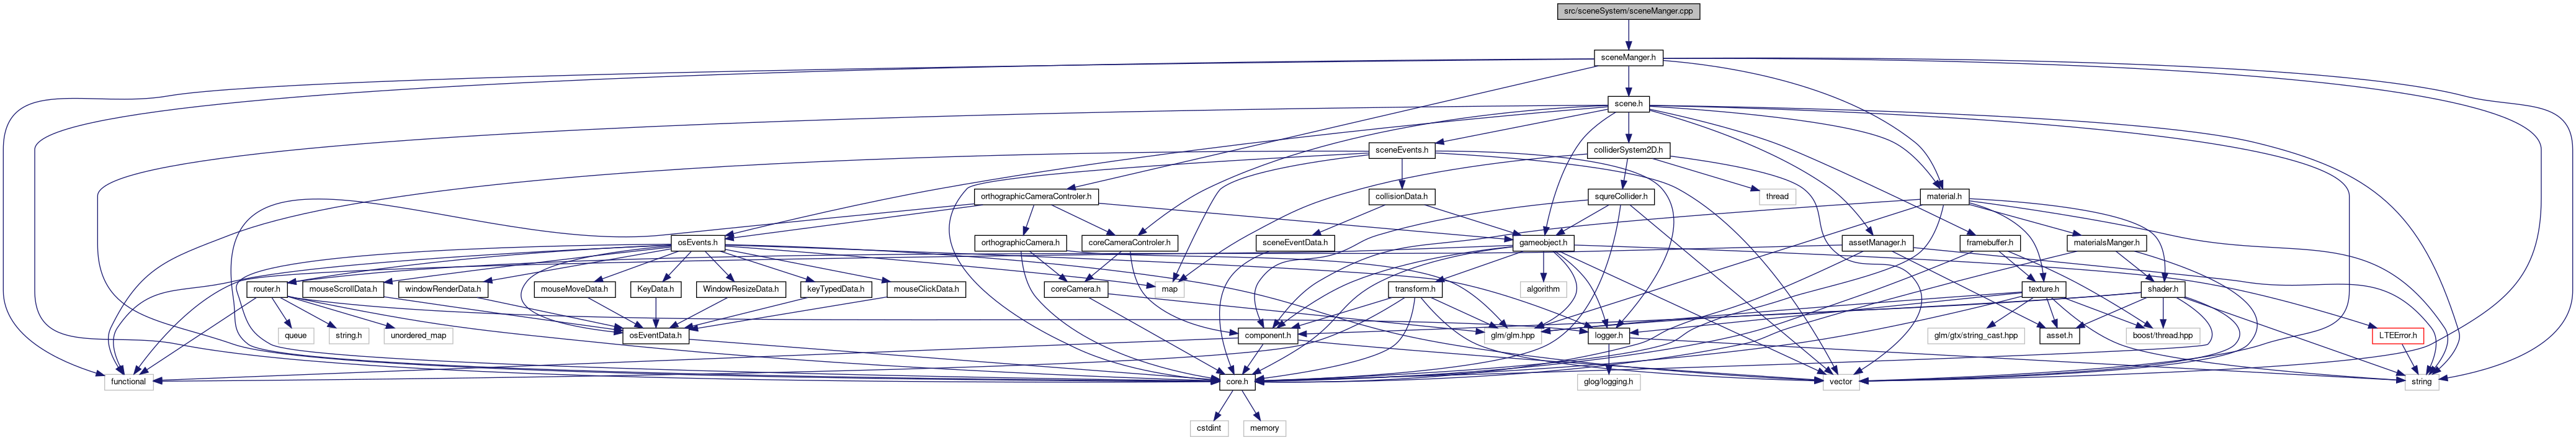 src/sceneSystem/sceneManger.cpp
sceneManger.h
scene.h
sceneEvents.h
colliderSystem2D.h
orthographicCameraControler.h
collisionData.h
squreCollider.h
thread
material.h
osEvents.h
orthographicCamera.h
coreCameraControler.h
sceneEventData.h
gameobject.h
assetManager.h
framebuffer.h
materialsManger.h
router.h
mouseScrollData.h
windowRenderData.h
mouseMoveData.h
KeyData.h
WindowResizeData.h
keyTypedData.h
mouseClickData.h
coreCamera.h
map
transform.h
algorithm
texture.h
shader.h
queue
string.h
unordered_map
osEventData.h
component.h
glm/glm.hpp
logger.h
glm/gtx/string_cast.hpp
asset.h
boost/thread.hpp
LTEError.h
functional
core.h
glog/logging.h
vector
string
cstdint
memory